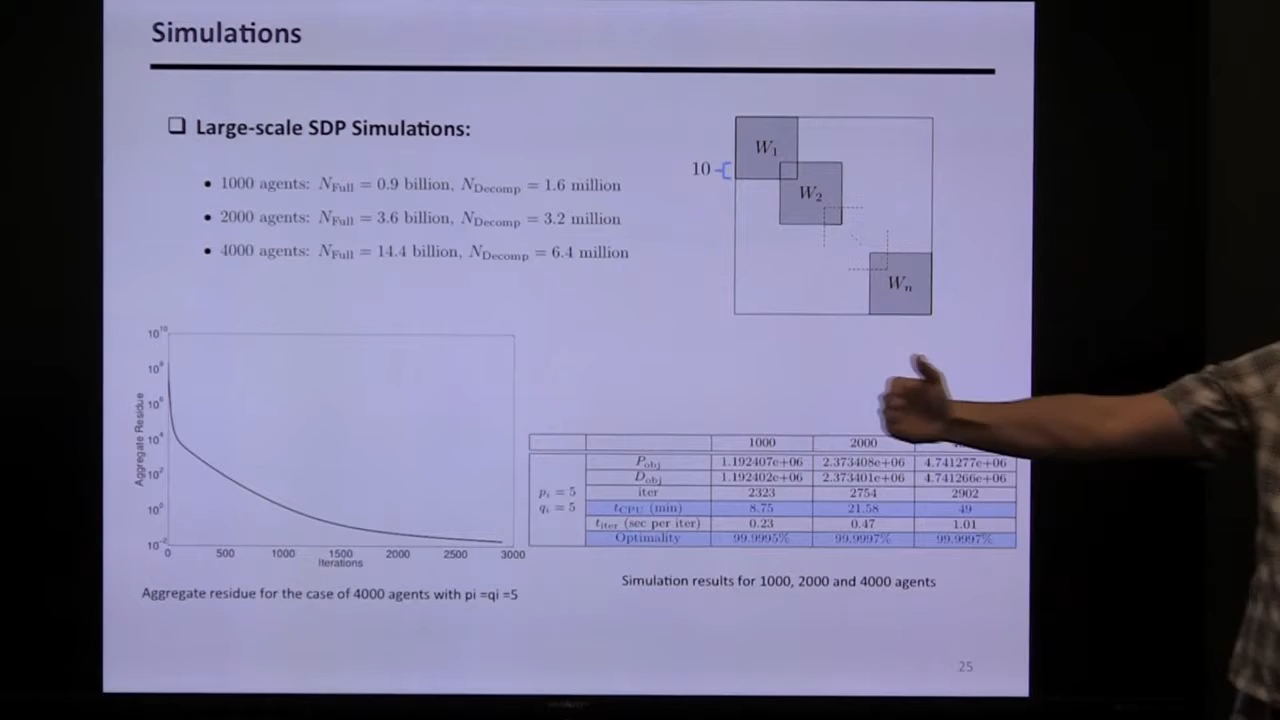 Simulations
Large-scale SDP Simulations:
• 1000 agents: N_Full = 0.9 billion, N_Decomp = 1.6 million
• 2000 agents: N_Full = 3.6 billion, N_Decomp = 3.2 million
• 4000 agents: N_Full = 14.4 billion, N_Decomp = 6.4 million
W_1
10
W_2
W_n
10^10
10^8
10^6
10^4
10^2
10^0
10^-2
Aggregate Residue
0 500 1000 1500 2000 2500 3000
Iterations
Aggregate residue for the case of 4000 agents with pi =qi =5
1000 2000
P_obj 1.192407e+06 2.373408e+06 4.741277e+06
D_obj 1.192402e+06 2.373401e+06 4.741266e+06
p_i = 5 iter 2323 2754 2902
q_i = 5 t_CPU (min) 8.75 21.58 49
t_iter (sec per iter) 0.23 0.47 1.01
Optimality 99.9995% 99.9997% 99.9997%
Simulation results for 1000, 2000 and 4000 agents
25